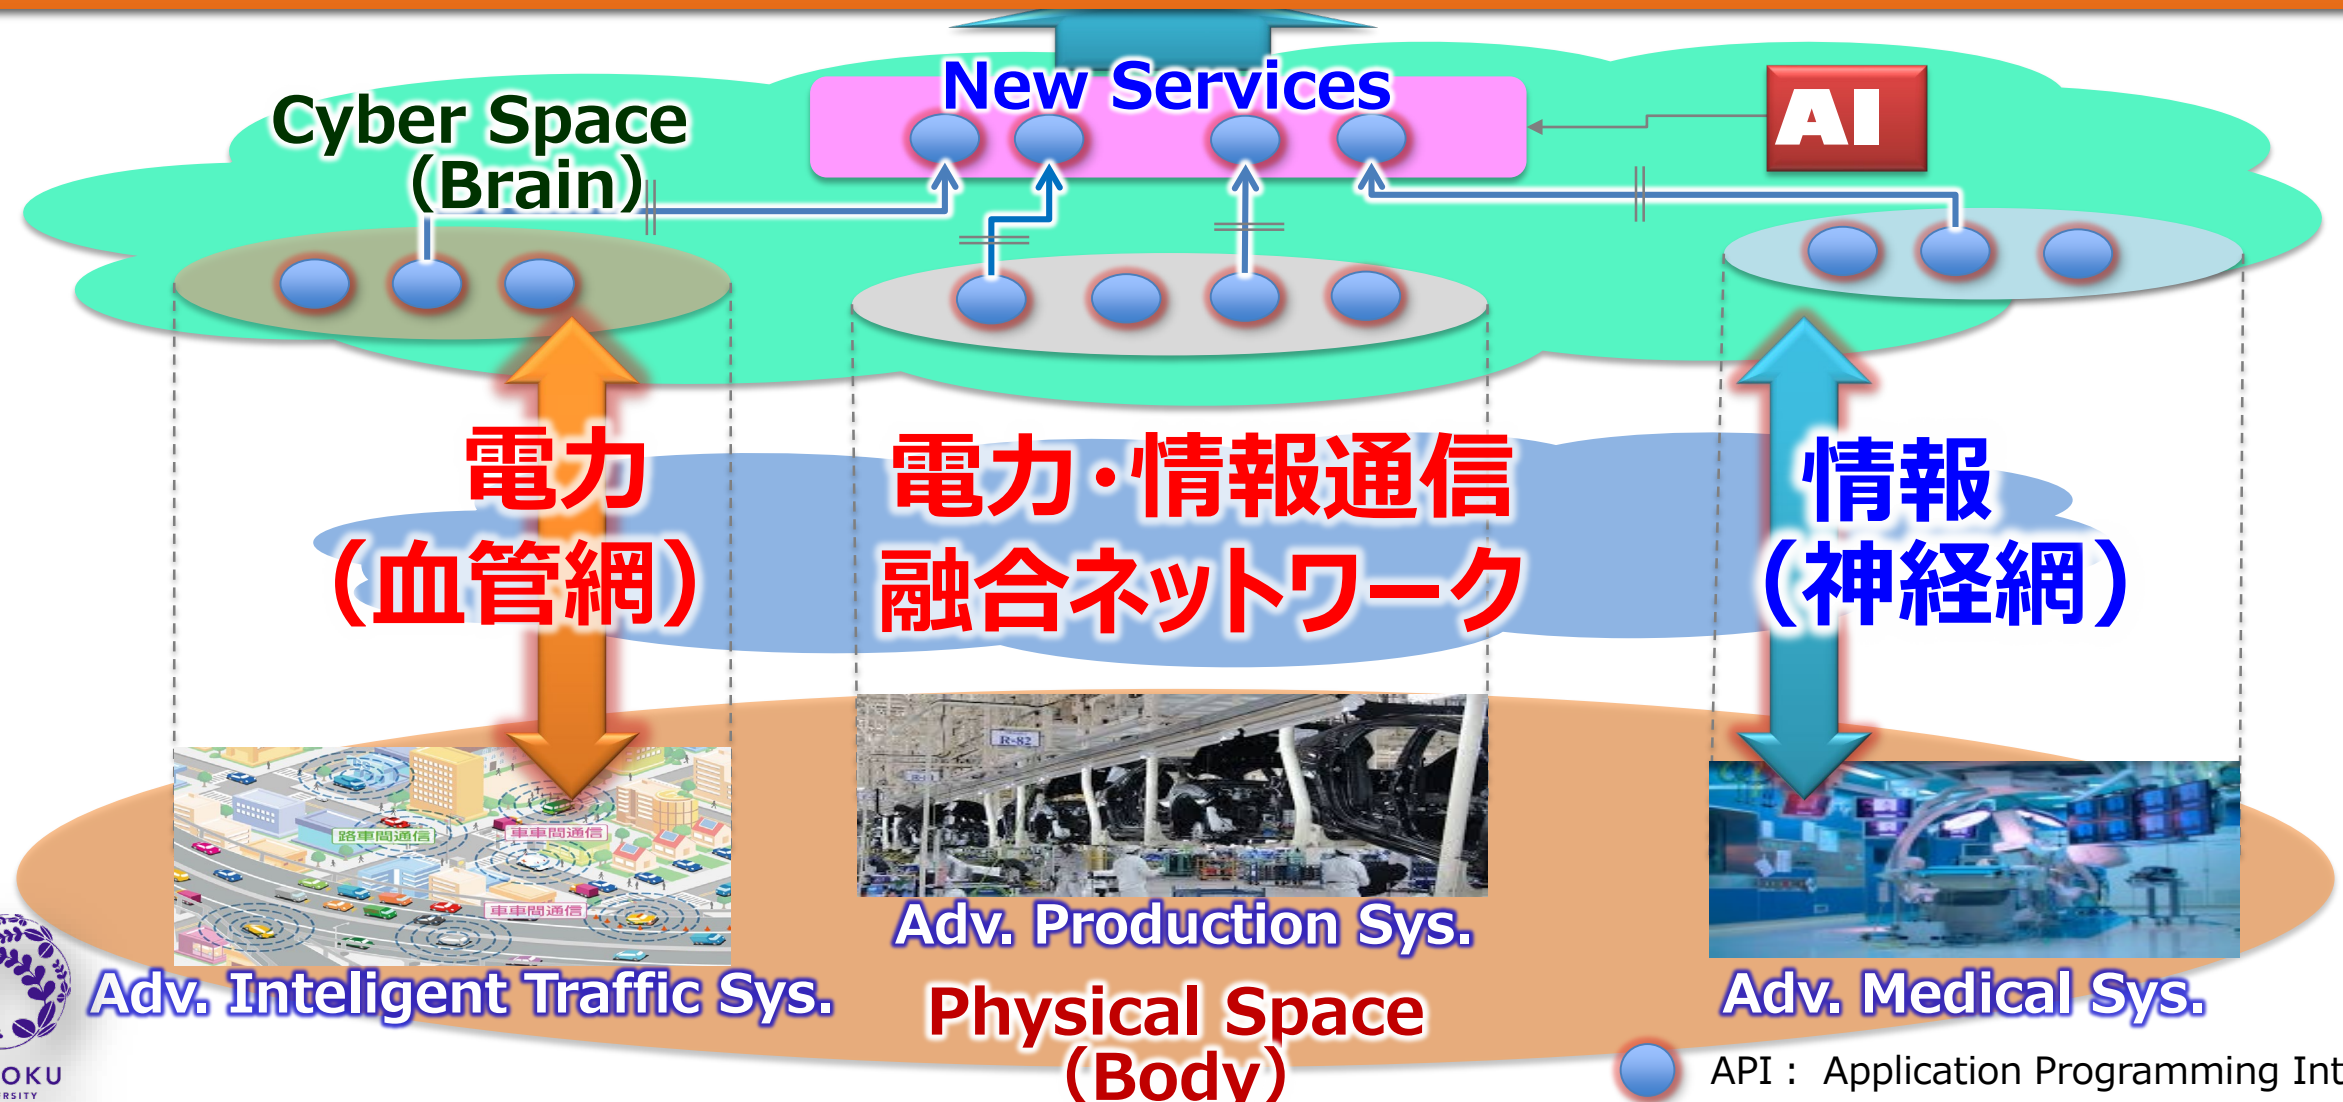 New Services
AI
Cyber Space
（Brain）
電力
（血管網）
電力・情報通信
融合ネットワーク
情報
（神経網）
R-82
路車間通信
車車間通信
車車間通信
Adv. Production Sys.
Adv. Inteligent Traffic Sys.
Adv. Medical Sys.
Physical Space
（Body）
API : Application Programming